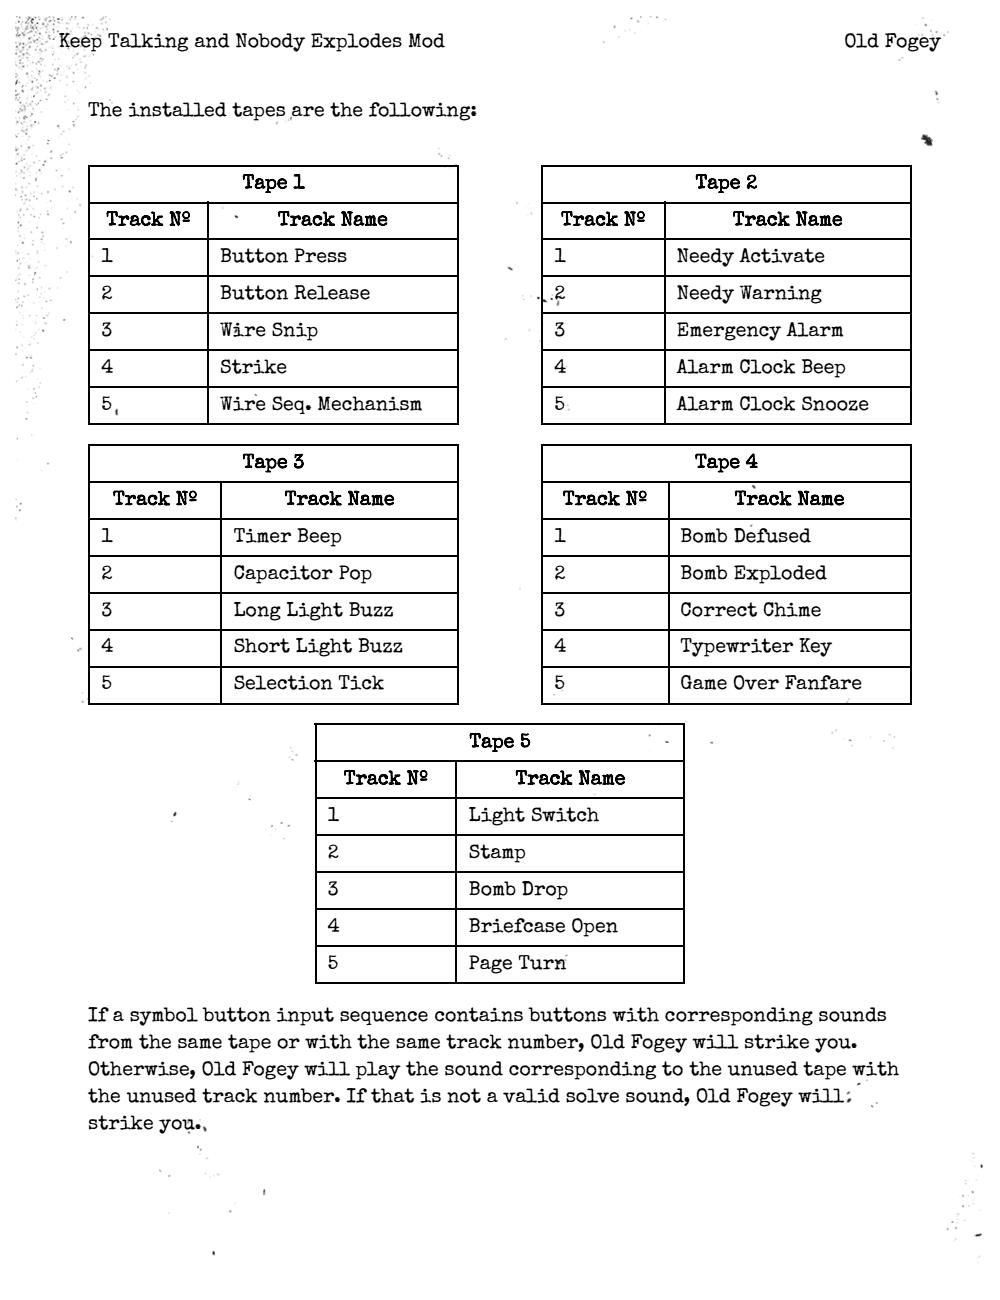 Keep Talking and Nobody Explodes Mod
Old Fogey
The installed tapes are the following:
Tape 1
Track Nº Track Name
1 Button Press
2 Button Release
3 Wire Snip
4 Strike
5 Wire Seq. Mechanism
Tape 2
Track Nº Track Name
1 Needy Activate
2 Needy Warning
3 Emergency Alarm
4 Alarm Clock Beep
5 Alarm Clock Snooze
Tape 3
Track Nº Track Name
1 Timer Beep
2 Capacitor Pop
3 Long Light Buzz
4 Short Light Buzz
5 Selection Tick
Tape 4
Track Nº Track Name
1 Bomb Defused
2 Bomb Exploded
3 Correct Chime
4 Typewriter Key
5 Game Over Fanfare
Tape 5
Track Nº Track Name
1 Light Switch
2 Stamp
3 Bomb Drop
4 Briefcase Open
5 Page Turn
If a symbol button input sequence contains buttons with corresponding sounds
from the same tape or with the same track number, Old Fogey will strike you.
Otherwise, Old Fogey will play the sound corresponding to the unused tape with
the unused track number. If that is not a valid solve sound, Old Fogey will
strike you.